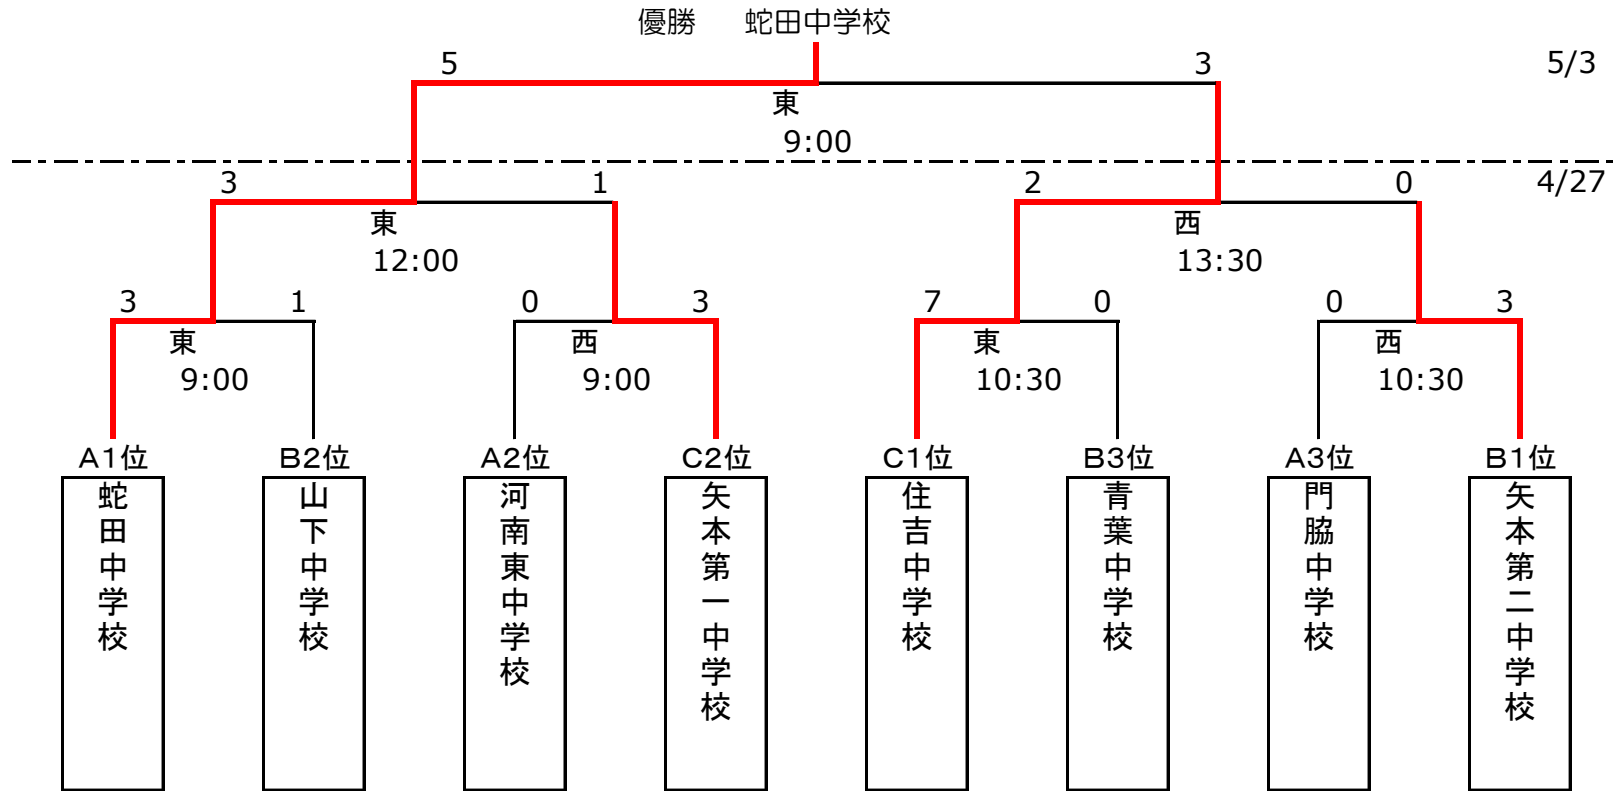 優勝 蛇田中学校
5 3 5/3
東
9:00
3 1 2 0 4/27
東 西
12:00 13:30
3 1 0 3 7 0 0 3
東 西 東 西
9:00 9:00 10:30 10:30
A1位 B2位 A2位 C2位 C1位 B3位 A3位 B1位
蛇田中学校
山下中学校
河南東中学校
矢本第一中学校
住吉中学校
青葉中学校
門脇中学校
矢本第二中学校